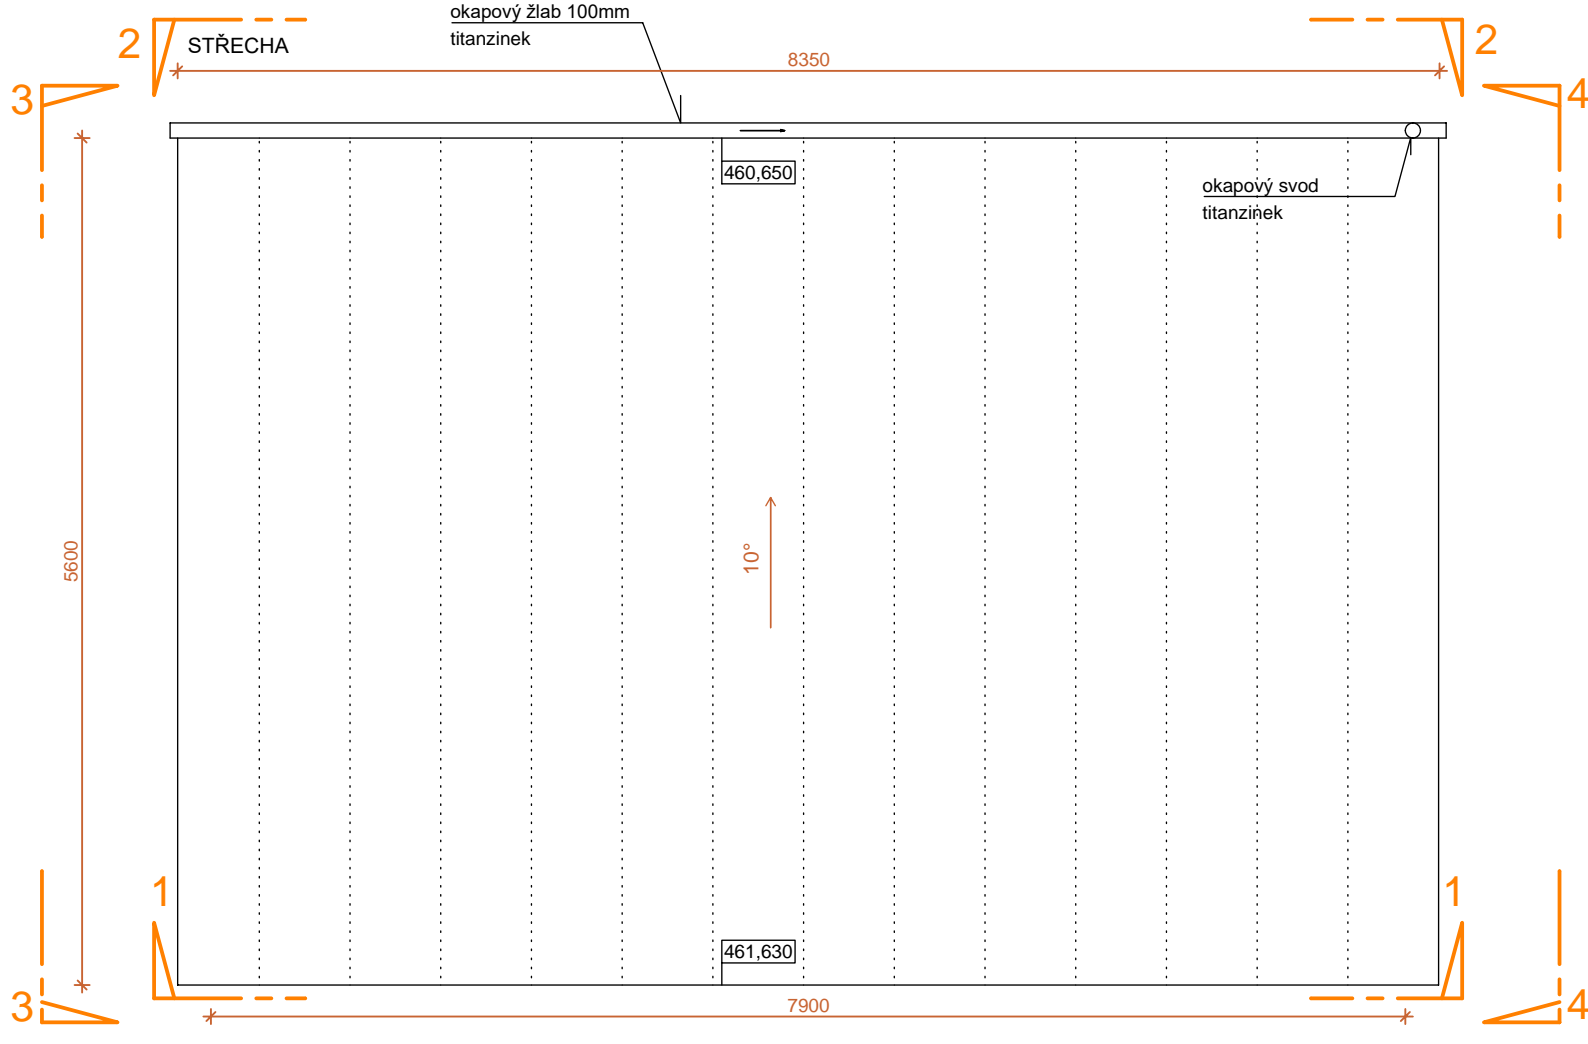 okapový žlab 100mm
titanzinek
2
STŘECHA
8350
2
3
4
460,650
okapový svod
titanzinek
5600
10°
1
1
461,630
3
7900
4